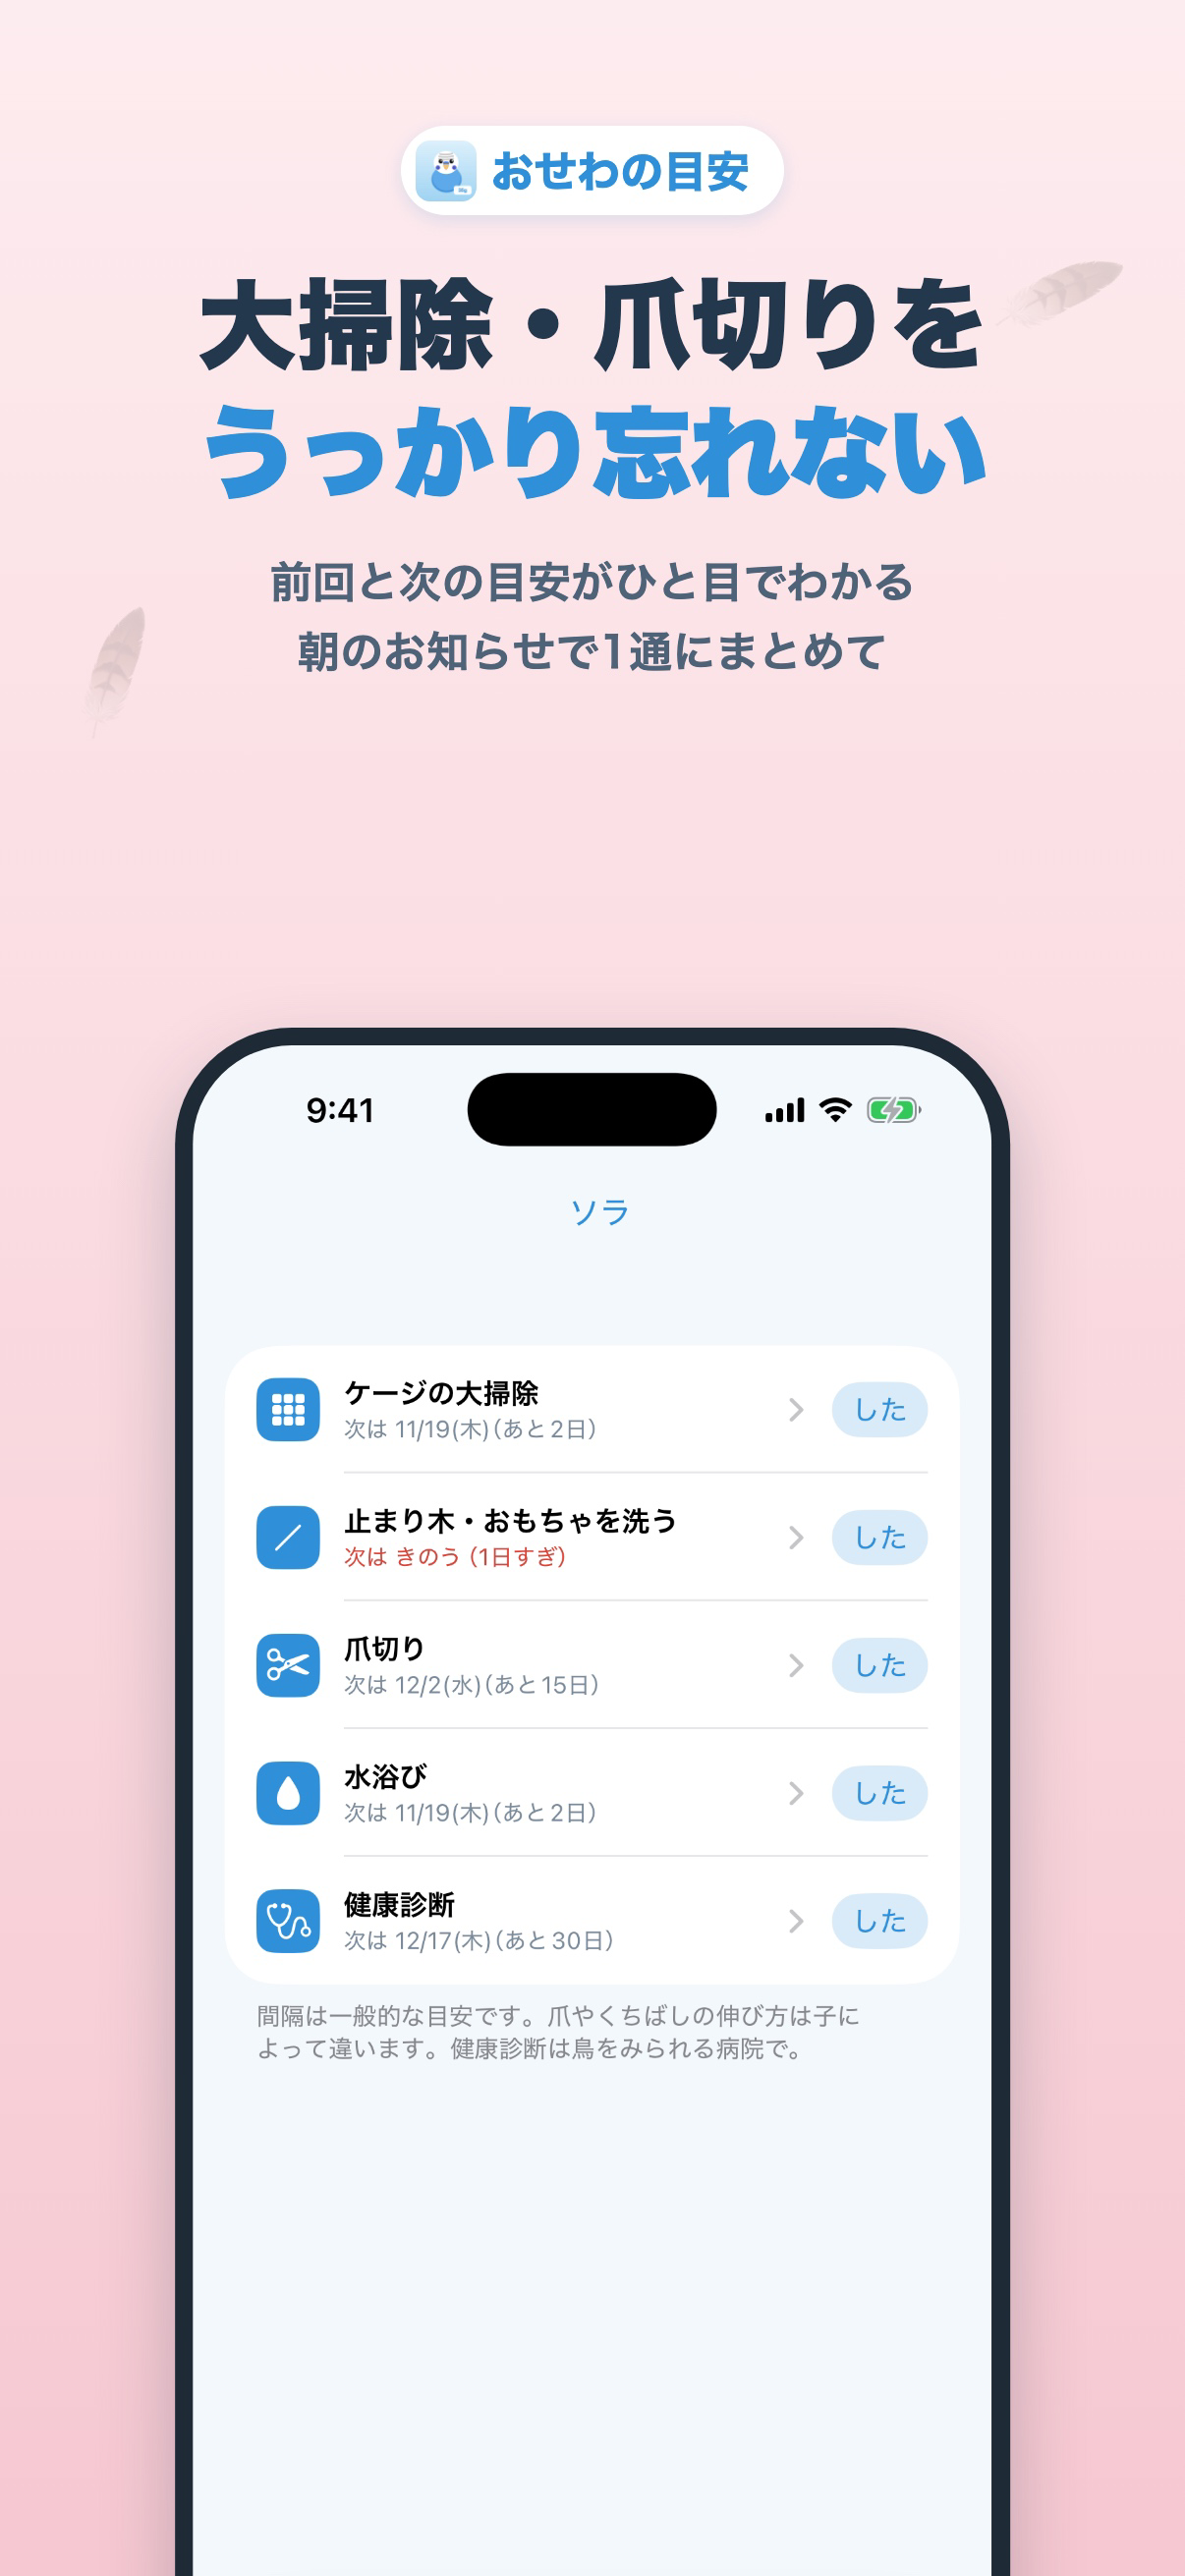 おせわの目安
大掃除・爪切りを
うっかり忘れない
前回と次の目安がひと目でわかる
朝のお知らせで1通にまとめて
9:41
ソラ
ケージの大掃除
次は 11/19(木)（あと2日）
した
止まり木・おもちゃを洗う
次は きのう（1日すぎ）
した
爪切り
次は 12/2(水)（あと15日）
した
水浴び
次は 11/19(木)（あと2日）
した
健康診断
次は 12/17(木)（あと30日）
した
間隔は一般的な目安です。爪やくちばしの伸び方は子に
よって違います。健康診断は鳥をみられる病院で。